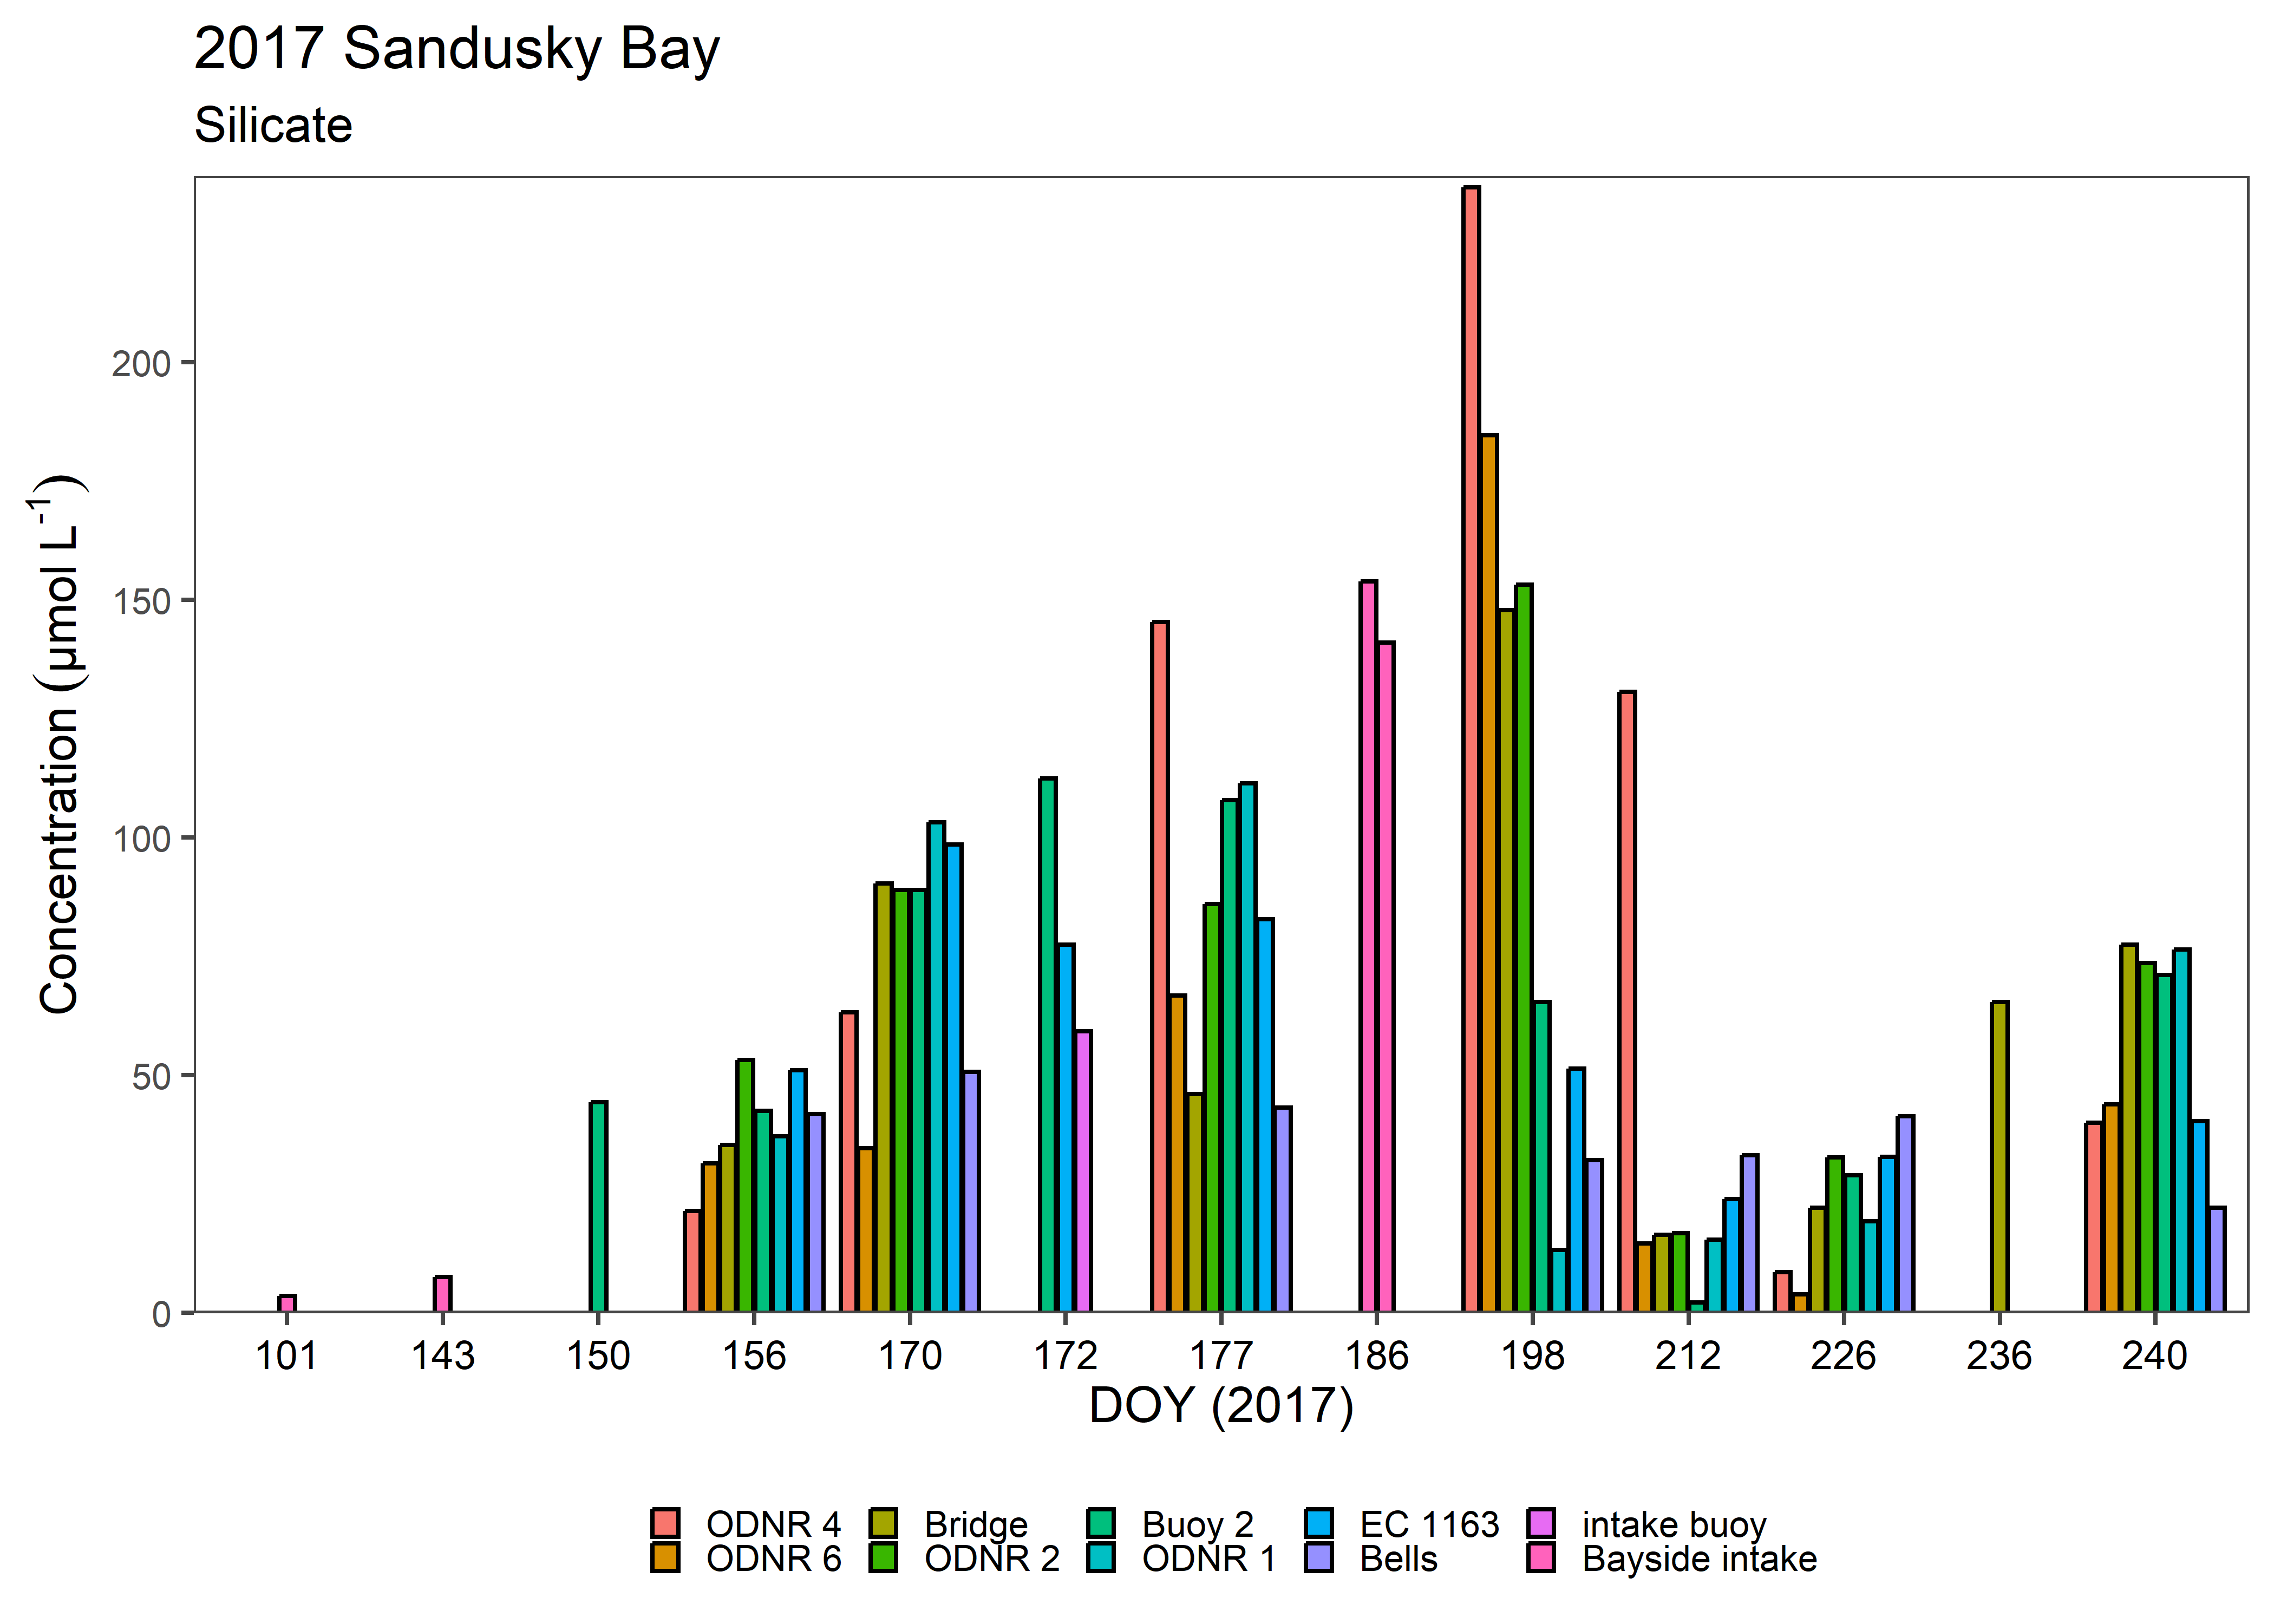 2017 Sandusky Bay
Silicate
Concentration (µmol L-1)
200
150
100
50
0
101 143 150 156 170 172 177 186 198 212 226 236 240
DOY (2017)
ODNR 4 Bridge Buoy 2 EC 1163 intake buoy
ODNR 6 ODNR 2 ODNR 1 Bells Bayside intake